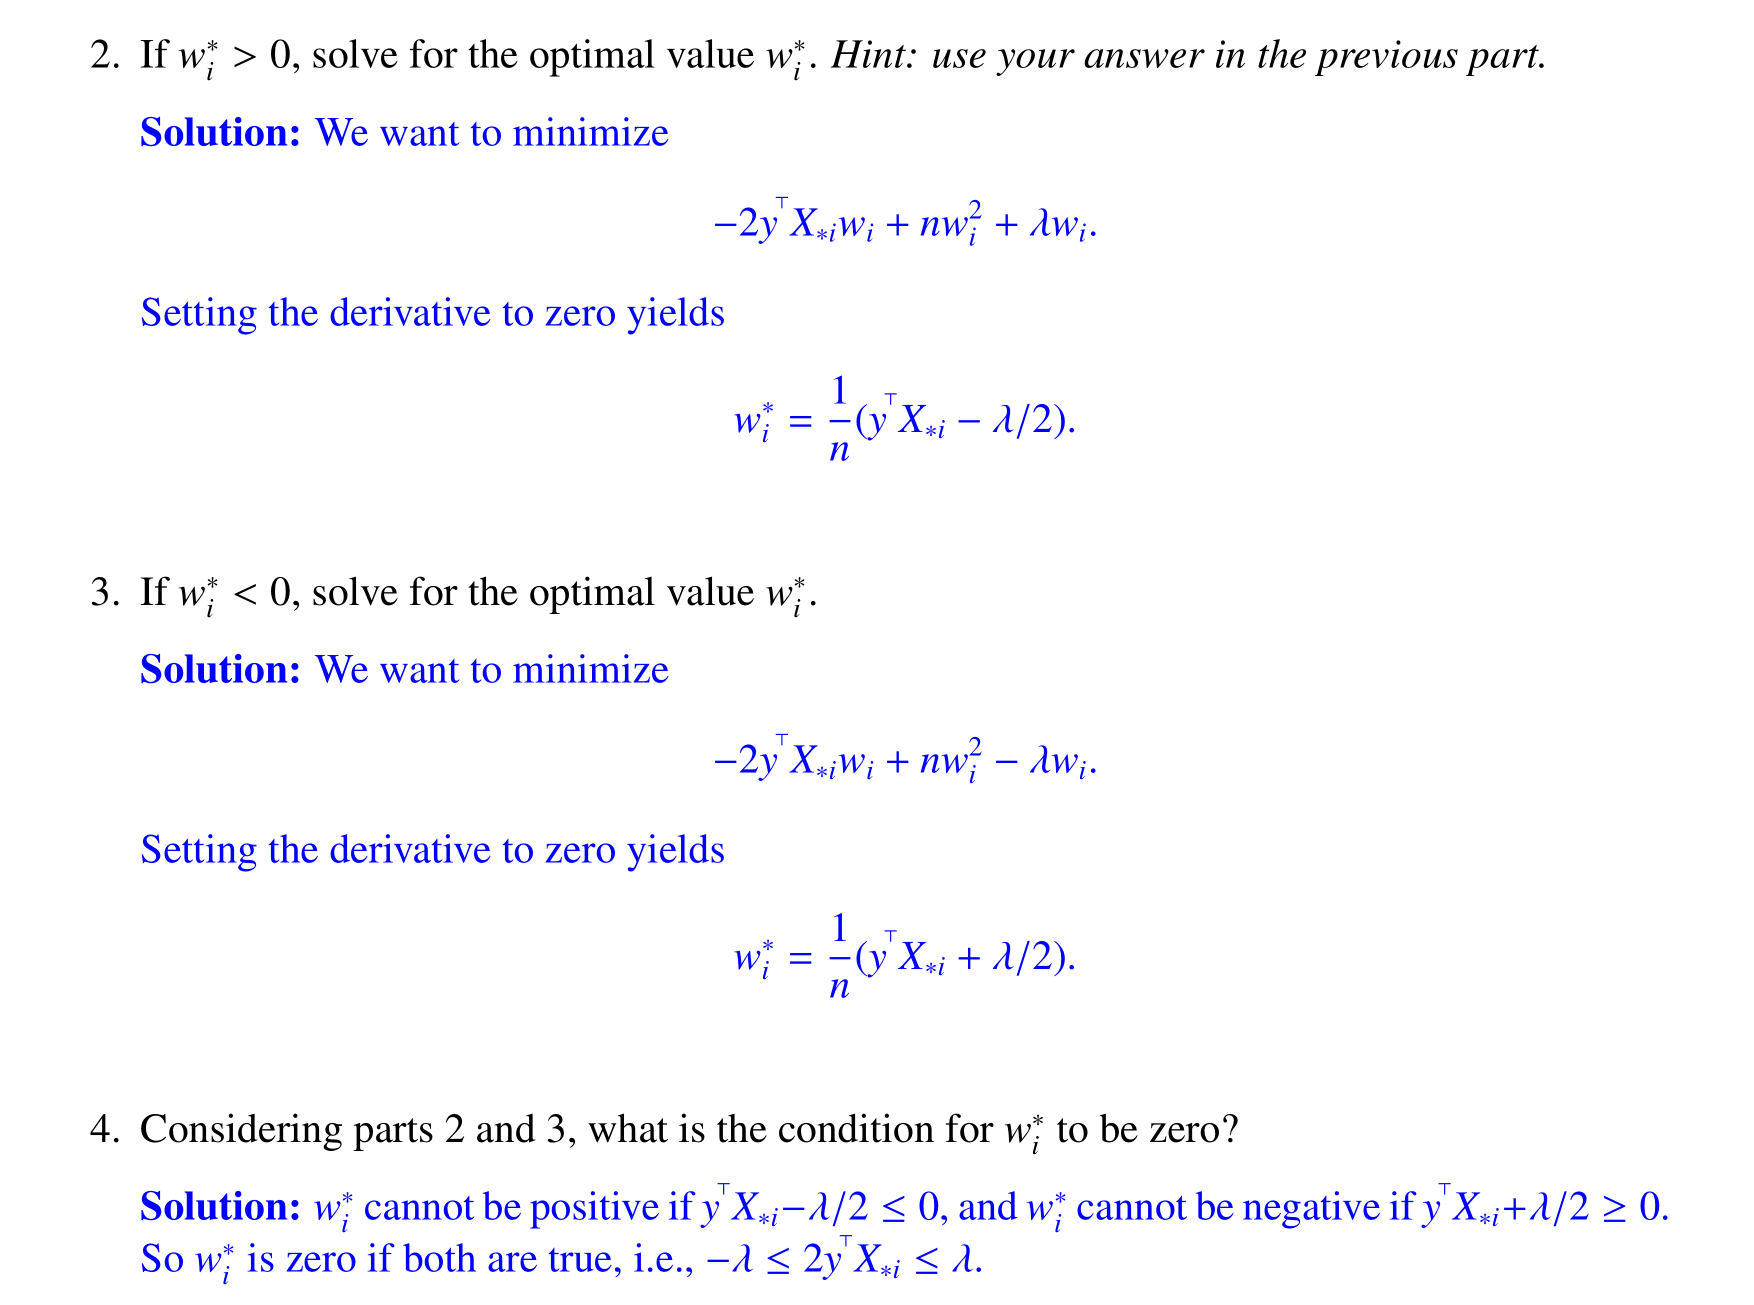 2. If $w_i^* > 0$, solve for the optimal value $w_i^*$. Hint: use your answer in the previous part.
Solution: We want to minimize
$-2y^\top X_{*i} w_i + n w_i^2 + \lambda w_i.$
Setting the derivative to zero yields
$w_i^* = \frac{1}{n}(y^\top X_{*i} - \lambda/2).$
3. If $w_i^* < 0$, solve for the optimal value $w_i^*$.
Solution: We want to minimize
$-2y^\top X_{*i} w_i + n w_i^2 - \lambda w_i.$
Setting the derivative to zero yields
$w_i^* = \frac{1}{n}(y^\top X_{*i} + \lambda/2).$
4. Considering parts 2 and 3, what is the condition for $w_i^*$ to be zero?
Solution: $w_i^*$ cannot be positive if $y^\top X_{*i} - \lambda/2 \leq 0$, and $w_i^*$ cannot be negative if $y^\top X_{*i} + \lambda/2 \geq 0$.
So $w_i^*$ is zero if both are true, i.e., $-\lambda \leq 2y^\top X_{*i} \leq \lambda$.